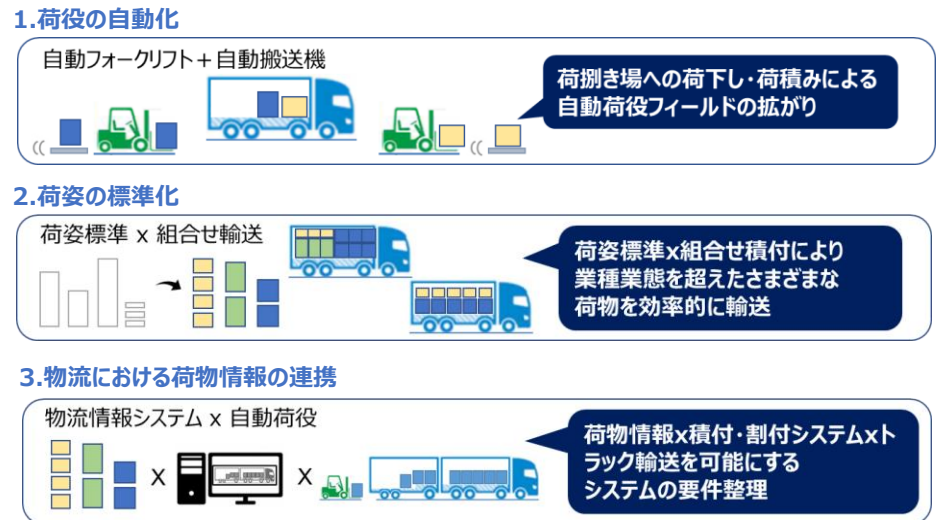 1.荷役の自動化
自動フォークリフト＋自動搬送機
荷捌き場への荷下し・荷積みによる
自動荷役フィールドの拡がり
2.荷姿の標準化
荷姿標準 x 組合せ輸送
荷姿標準x組合せ積付により
業種業態を超えたさまざまな
荷物を効率的に輸送
3.物流における荷物情報の連携
物流情報システム x 自動荷役
X
X
荷物情報x積付・割付システムxト
ラック輸送を可能にする
システムの要件整理